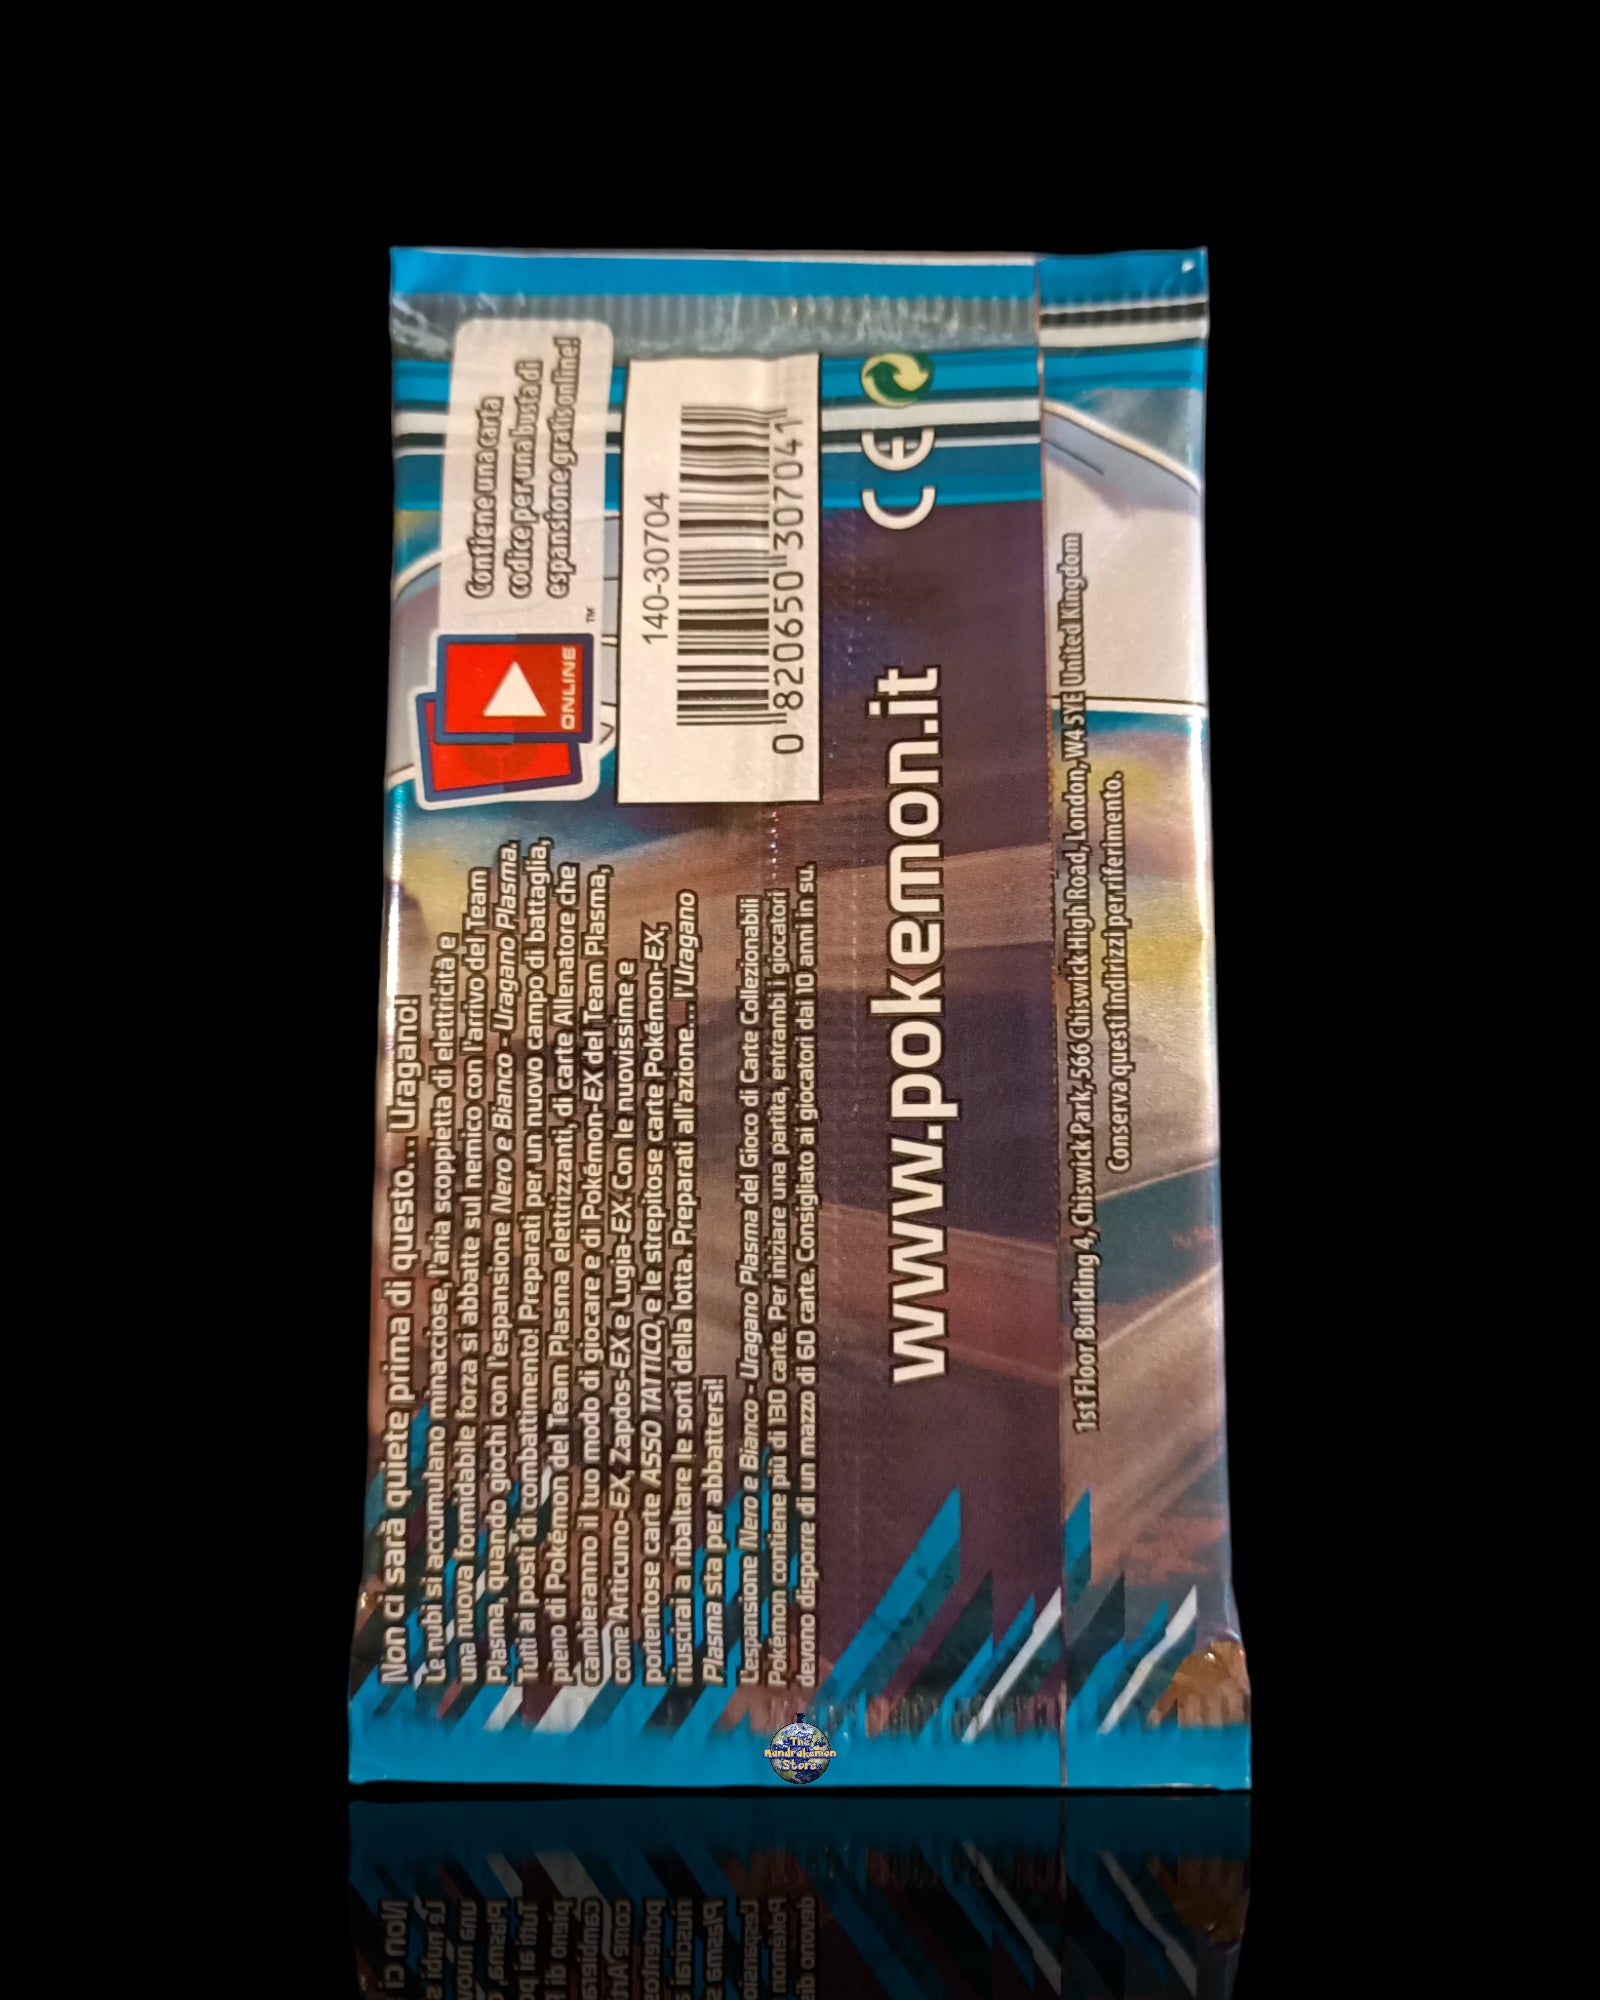 Non ci sarà quiete prima di questo... Uragano!
Le nubi si accumulano minacciose, l'aria scoppietta di elettricità e
una nuova formidabile forza si abbatte sul nemico con l'arrivo del Team
Plasma, quando giochi con l'espansione Nero e Bianco - Uragano Plasma.
Tutti ai posti di combattimento! Preparati per un nuovo campo di battaglia,
pieno di Pokémon del Team Plasma elettrizzanti, di carte Allenatore che
cambieranno il tuo modo di giocare e di Pokémon-EX del Team Plasma,
come Articuno-EX, Zapdos-EX e Lugia-EX. Con le nuovissime e
portentose carte ASSO TATTICO, e le strepitose carte Pokémon-EX,
riuscirai a ribaltare le sorti della lotta. Preparati all'azione... l'Uragano
Plasma sta per abbattersi!
L'espansione Nero e Bianco - Uragano Plasma del Gioco di Carte Collezionabili
Pokémon contiene più di 130 carte. Per iniziare una partita, entrambi i giocatori
devono disporre di un mazzo di 60 carte. Consigliato ai giocatori dai 10 anni in su.
ONLINE
TM
Contiene una carta
codice per una busta di
espansione gratis online!
140-30704
0 820650 307041
www.pokemon.it
CE
1st Floor Building 4, Chiswick Park, 566 Chiswick High Road, London, W4 5YE United Kingdom
Conserva questi indirizzi per riferimento.
The
Mandrakemon
Store